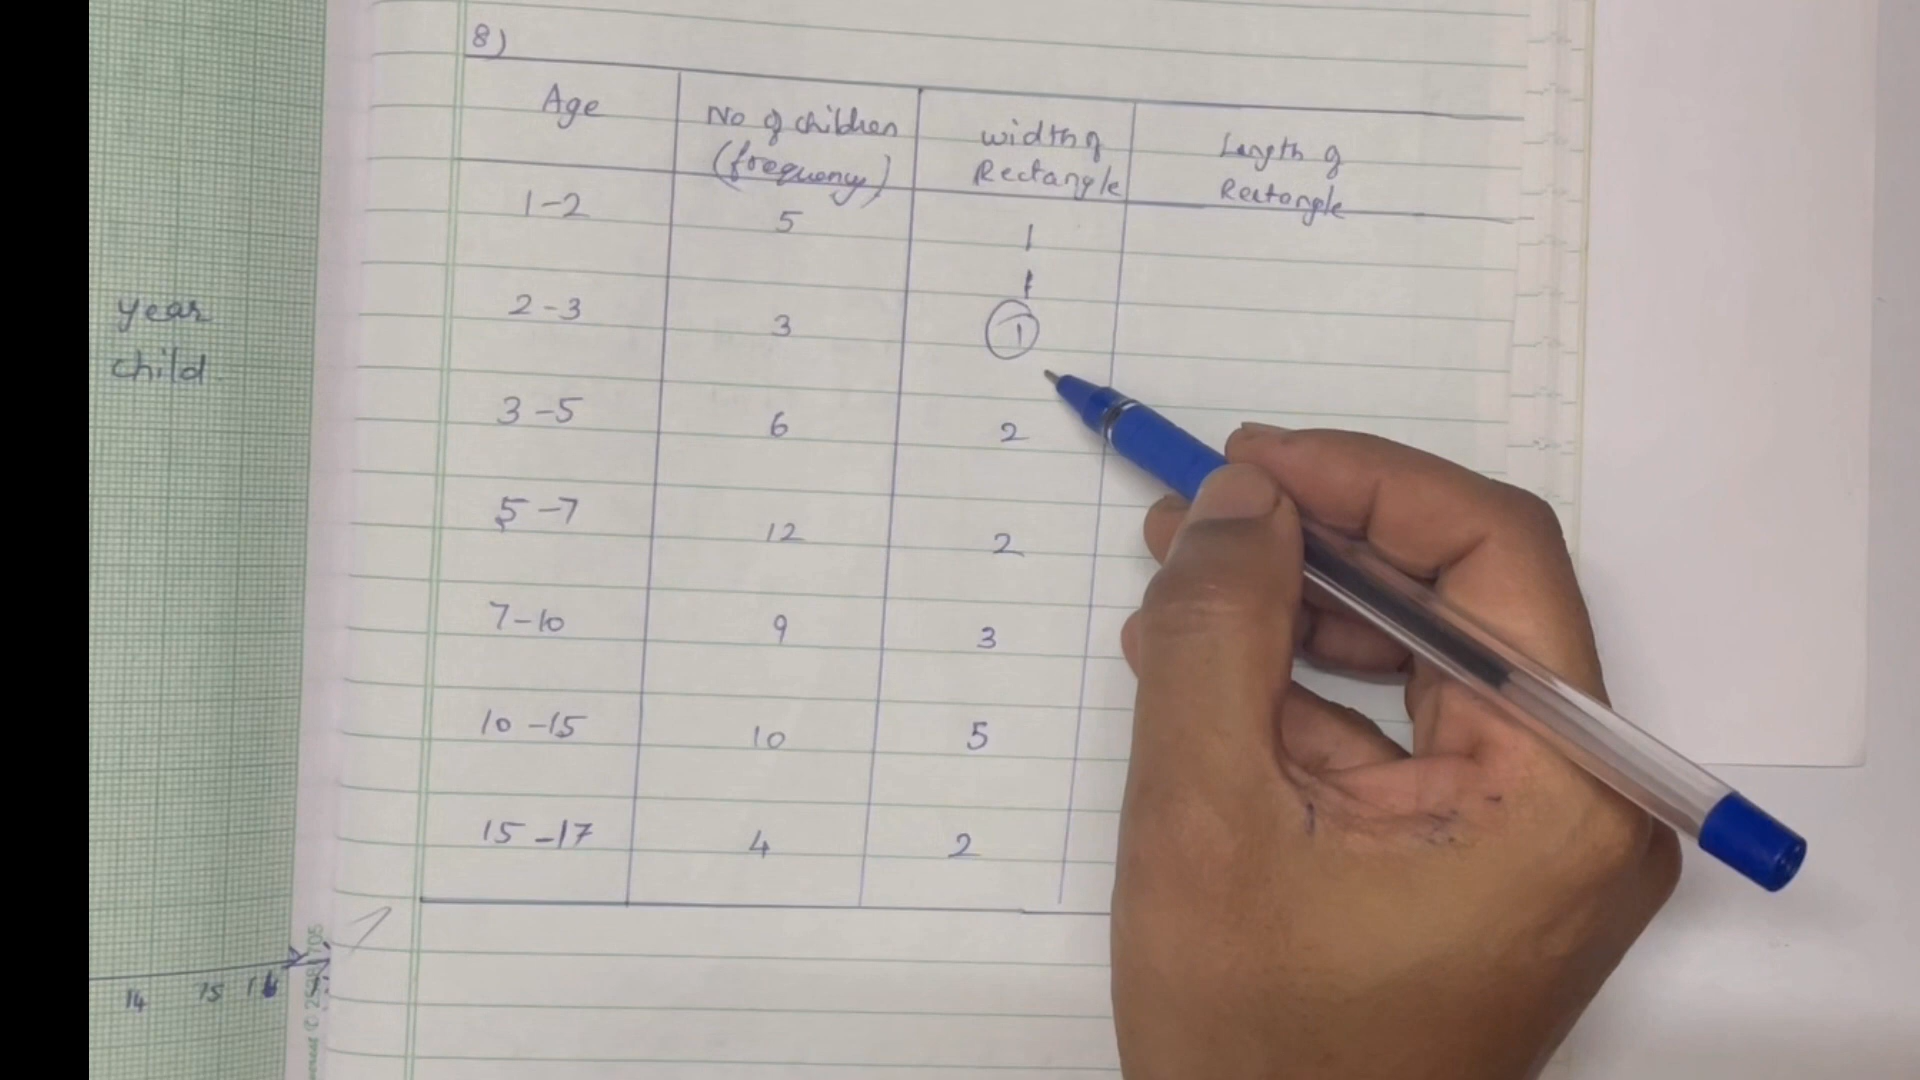 8)
Age No of children (frequency) width of Rectangle Length of Rectangle
1-2 5 1
1
2-3 3 1
3-5 6 2
5-7 12 2
7-10 9 3
10-15 10 5
15-17 4 2
year
child
14 15 16